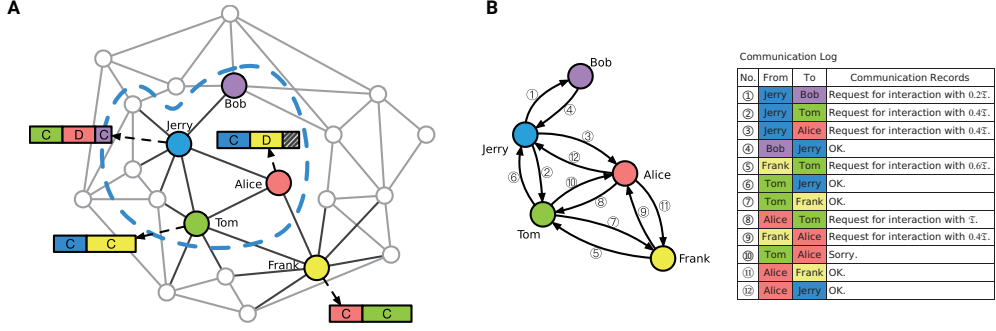 A
Bob
Jerry
C D C
C D
Alice
Tom
C C
Frank
C C
B
Bob
①
④
Jerry
③
⑫
Alice
⑥
②
⑩
⑧
⑨
⑪
Tom
⑦
⑤
Frank
Communication Log
No. From To Communication Records
① Jerry Bob Request for interaction with 0.2𝔗.
② Jerry Tom Request for interaction with 0.4𝔗.
③ Jerry Alice Request for interaction with 0.4𝔗.
④ Bob Jerry OK.
⑤ Frank Tom Request for interaction with 0.6𝔗.
⑥ Tom Jerry OK.
⑦ Tom Frank OK.
⑧ Alice Tom Request for interaction with 𝔗.
⑨ Frank Alice Request for interaction with 0.4𝔗.
⑩ Tom Alice Sorry.
⑪ Alice Frank OK.
⑫ Alice Jerry OK.